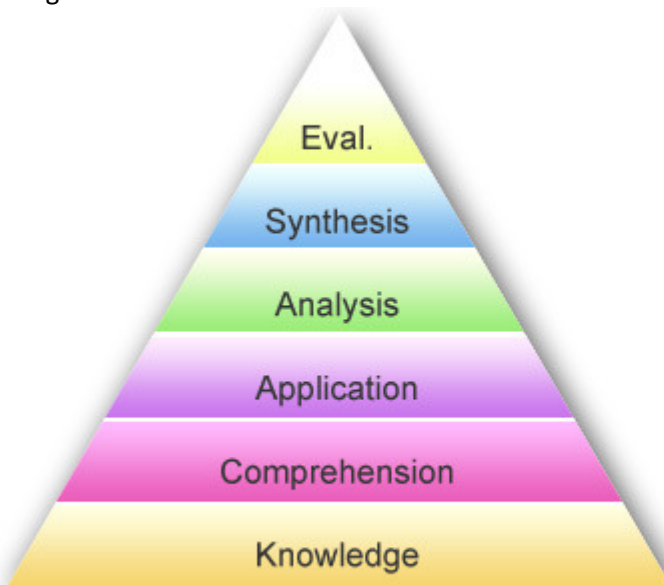 Eval.
Synthesis
Analysis
Application
Comprehension
Knowledge